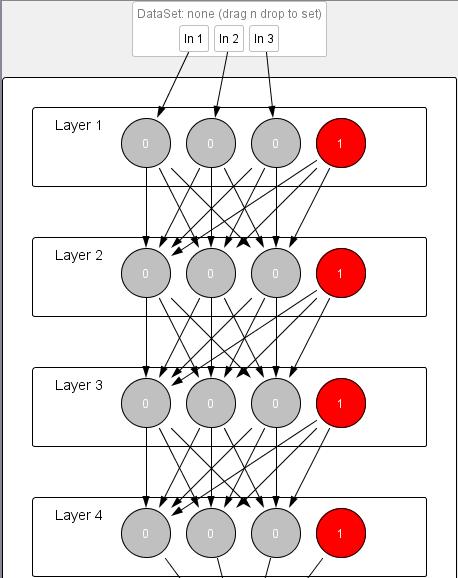 DataSet: none (drag n drop to set)
In 1 In 2 In 3
Layer 1 0 0 0 1
Layer 2 0 0 0 1
Layer 3 0 0 0 1
Layer 4 0 0 0 1